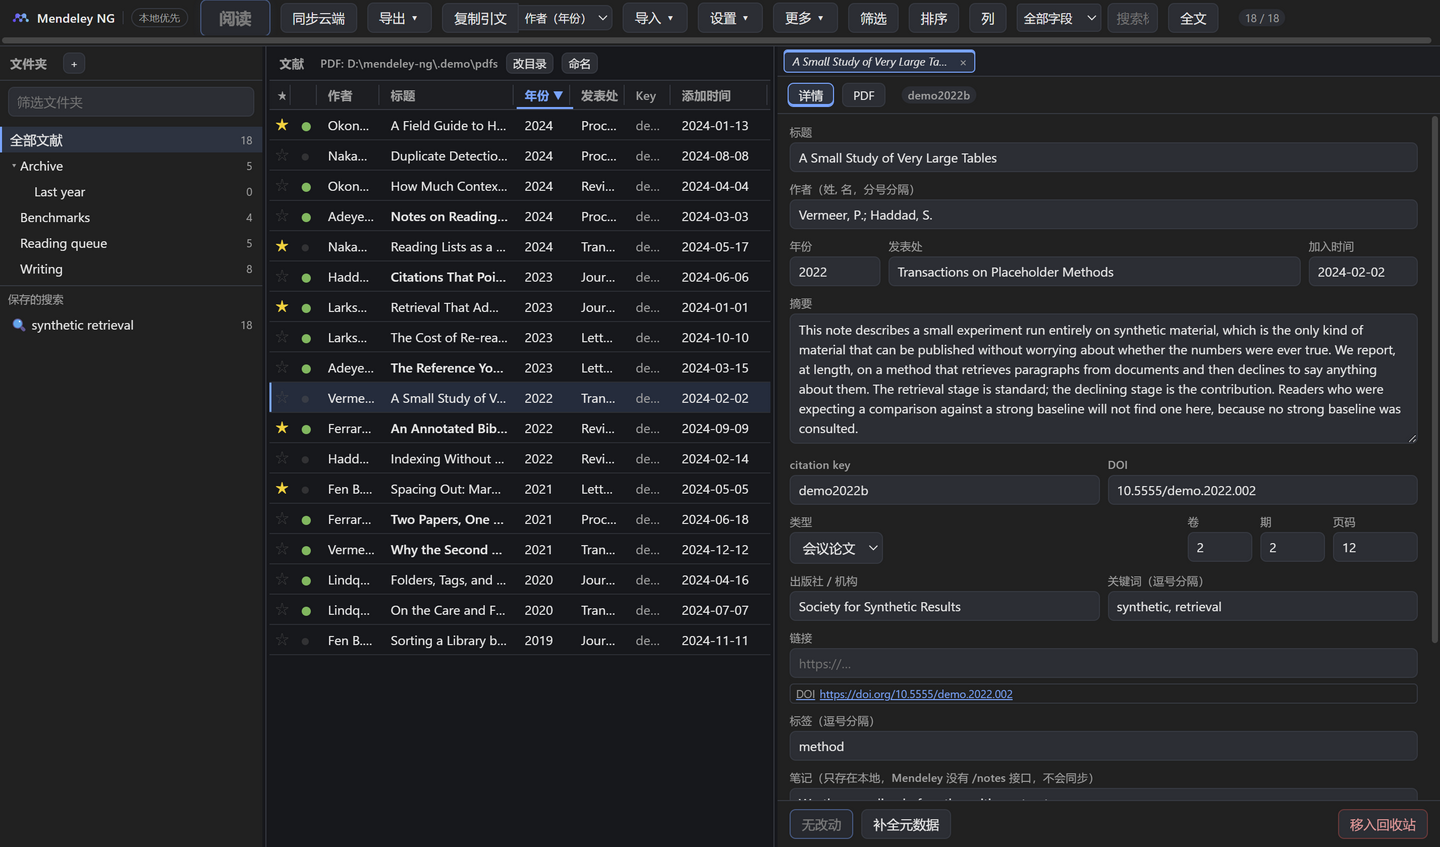 Mendeley NG 本地优先 阅读 同步云端 导出 ▼ 复制引文 作者（年份） 导入 ▼ 设置 ▼ 更多 ▼ 筛选 排序 列 全部字段 全文 18 / 18
文件夹 +
筛选文件夹
全部文献 18
Archive 5
Last year 0
Benchmarks 4
Reading queue 5
Writing 8
保存的搜索
synthetic retrieval 18
文献 PDF: D:\mendeley-ng\.demo\pdfs 改目录 命名
★ 作者 标题 年份 ▼ 发表处 Key 添加时间
★ Okon... A Field Guide to H... 2024 Proc... de... 2024-01-13
☆ Naka... Duplicate Detectio... 2024 Proc... de... 2024-08-08
☆ Okon... How Much Contex... 2024 Revi... de... 2024-04-04
☆ Adeye... Notes on Reading... 2024 Proc... de... 2024-03-03
★ Naka... Reading Lists as a ... 2024 Tran... de... 2024-05-17
☆ Hadd... Citations That Poi... 2023 Jour... de... 2024-06-06
★ Larks... Retrieval That Ad... 2023 Jour... de... 2024-01-01
☆ Larks... The Cost of Re-rea... 2023 Lett... de... 2024-10-10
☆ Adeye... The Reference Yo... 2023 Lett... de... 2024-03-15
☆ Verme... A Small Study of V... 2022 Tran... de... 2024-02-02
★ Ferrar... An Annotated Bib... 2022 Revi... de... 2024-09-09
☆ Hadd... Indexing Without ... 2022 Revi... de... 2024-02-14
★ Fen B.... Spacing Out: Mar... 2021 Lett... de... 2024-05-05
☆ Ferrar... Two Papers, One ... 2021 Proc... de... 2024-06-18
☆ Verme... Why the Second ... 2021 Tran... de... 2024-12-12
☆ Lindq... Folders, Tags, and ... 2020 Jour... de... 2024-04-16
☆ Lindq... On the Care and F... 2020 Tran... de... 2024-07-07
☆ Fen B.... Sorting a Library b... 2019 Jour... de... 2024-11-11
A Small Study of Very Large Ta... ×
详情 PDF demo2022b
标题
A Small Study of Very Large Tables
作者（姓, 名，分号分隔）
Vermeer, P.; Haddad, S.
年份 发表处 加入时间
2022 Transactions on Placeholder Methods 2024-02-02
摘要
This note describes a small experiment run entirely on synthetic material, which is the only kind of
material that can be published without worrying about whether the numbers were ever true. We report,
at length, on a method that retrieves paragraphs from documents and then declines to say anything
about them. The retrieval stage is standard; the declining stage is the contribution. Readers who were
expecting a comparison against a strong baseline will not find one here, because no strong baseline was
consulted.
citation key DOI
demo2022b 10.5555/demo.2022.002
类型 卷 期 页码
会议论文 2 2 12
出版社 / 机构 关键词（逗号分隔）
Society for Synthetic Results synthetic, retrieval
链接
https://...
DOI https://doi.org/10.5555/demo.2022.002
标签（逗号分隔）
method
笔记（只存在本地，Mendeley 没有 /notes 接口，不会同步）
无改动 补全元数据 移入回收站